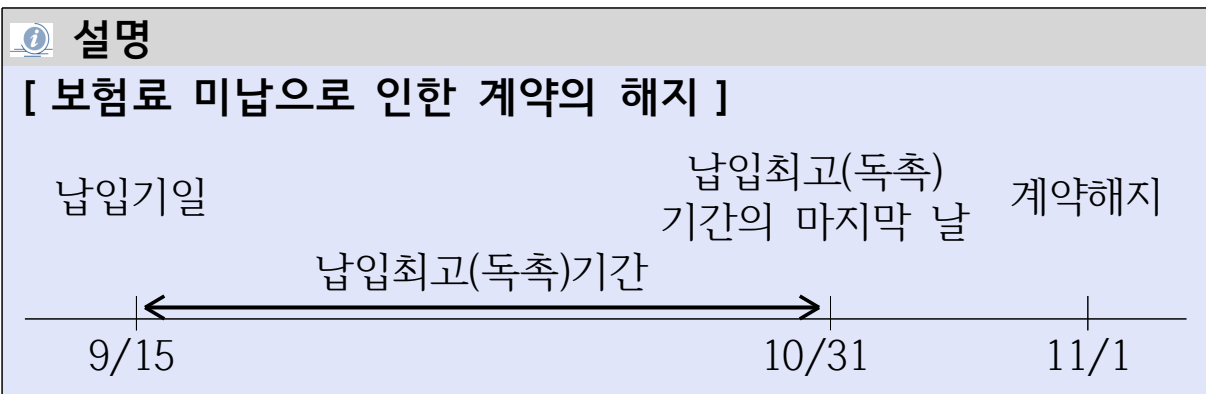 설명
[ 보험료 미납으로 인한 계약의 해지 ]
납입기일
납입최고(독촉)
기간의 마지막 날
계약해지
납입최고(독촉)기간
9/15
10/31
11/1